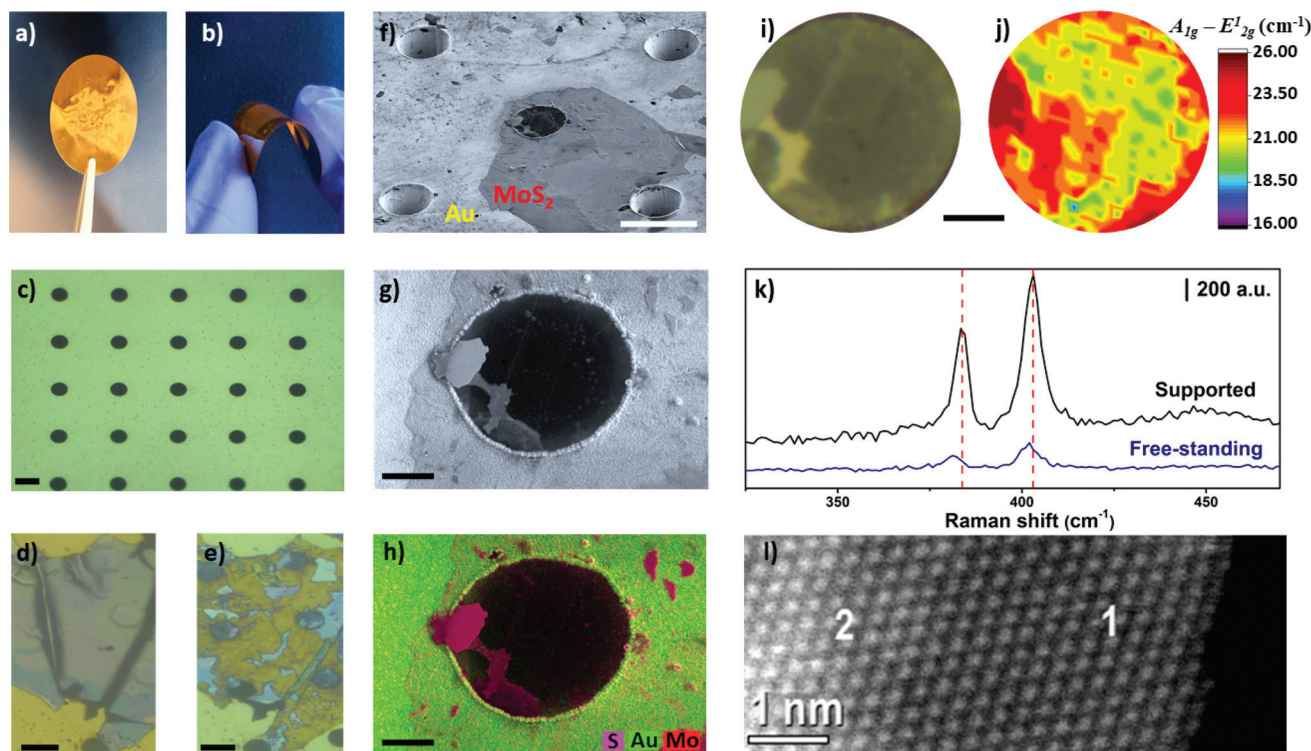 a)
b)
f)
MoS₂
Au
i)
j)
A₁g – E¹₂g (cm⁻¹)
26.00
23.50
21.00
18.50
16.00
c)
g)
k)
200 a.u.
Supported
Free-standing
350
400
450
Raman shift (cm⁻¹)
d)
e)
h)
S Au Mo
l)
2
1
1 nm